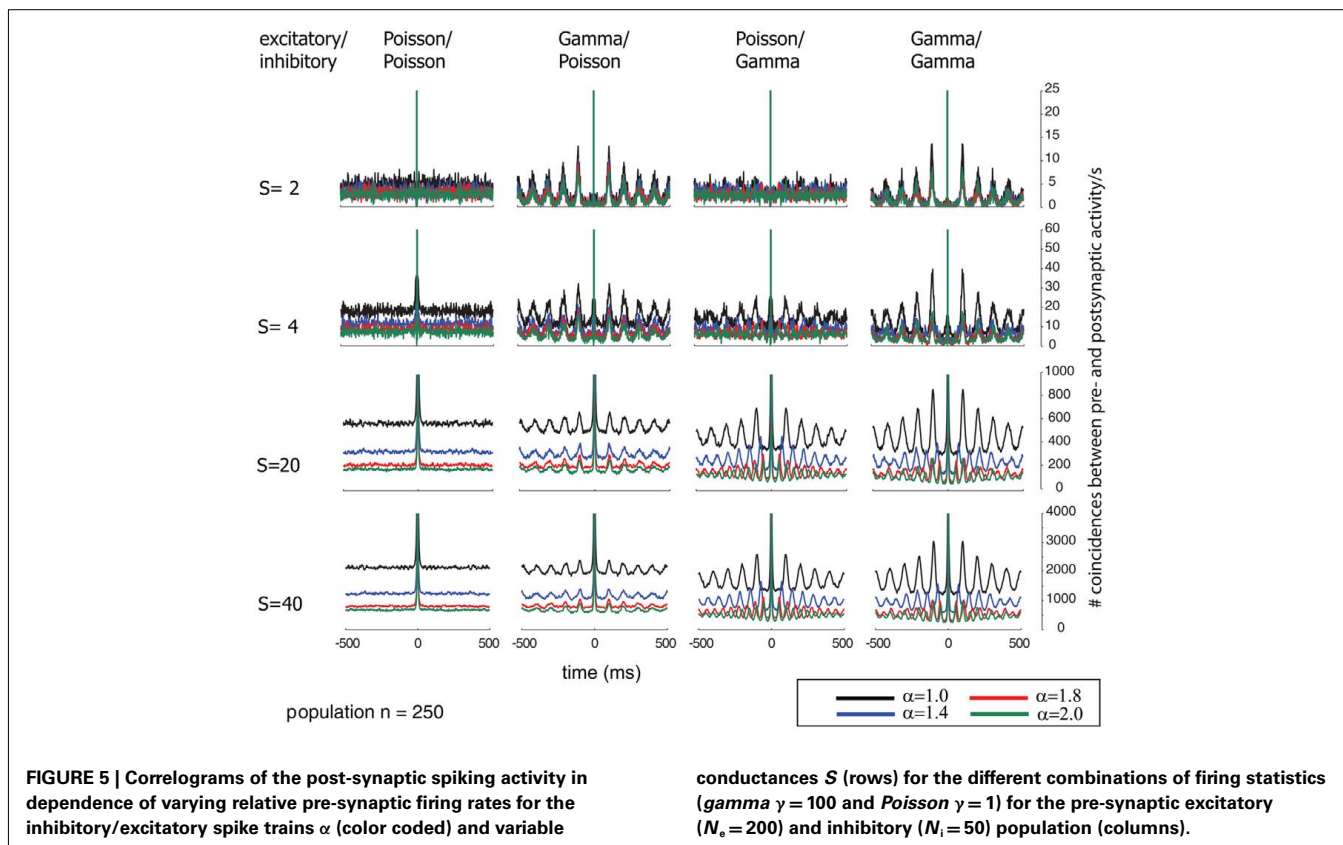 excitatory/ Poisson/ Gamma/ Poisson/ Gamma/
inhibitory Poisson Poisson Gamma Gamma
25
20
15
10
5
0
S= 2
60
50
40
30
20
10
0
S= 4
1000
800
600
400
200
0
S=20
4000
3000
2000
1000
0
S=40
# coincidences between pre- and postsynaptic activity/s
-500 0 500 -500 0 500 -500 0 500 -500 0 500
time (ms)
population n = 250
α=1.0 α=1.8
α=1.4 α=2.0
FIGURE 5 | Correlograms of the post-synaptic spiking activity in
dependence of varying relative pre-synaptic firing rates for the
inhibitory/excitatory spike trains α (color coded) and variable
conductances S (rows) for the different combinations of firing statistics
(gamma γ = 100 and Poisson γ = 1) for the pre-synaptic excitatory
(Ne = 200) and inhibitory (Ni = 50) population (columns).